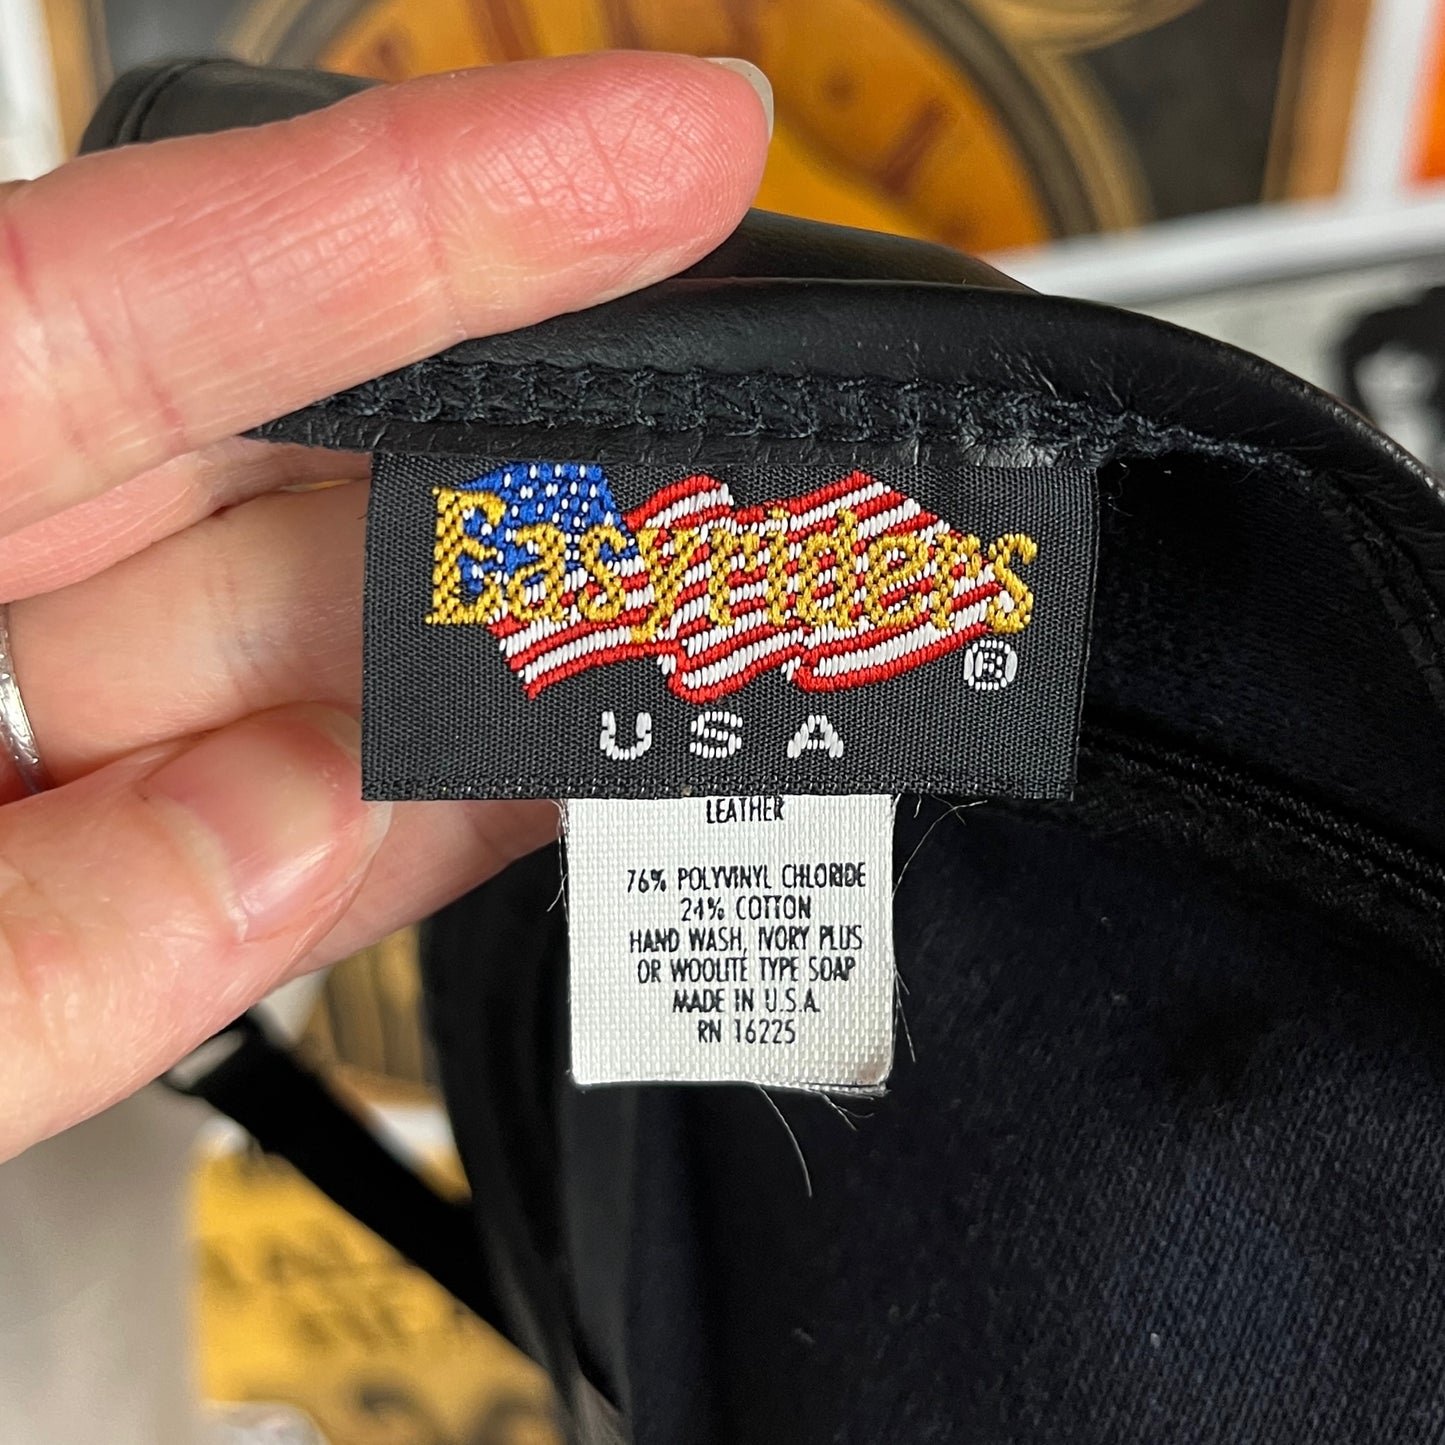 Easyriders
®
USA
LEATHER
76% POLYVINYL CHLORIDE
24% COTTON
HAND WASH, IVORY PLUS
OR WOOLITE TYPE SOAP
MADE IN U.S.A.
RN 16225